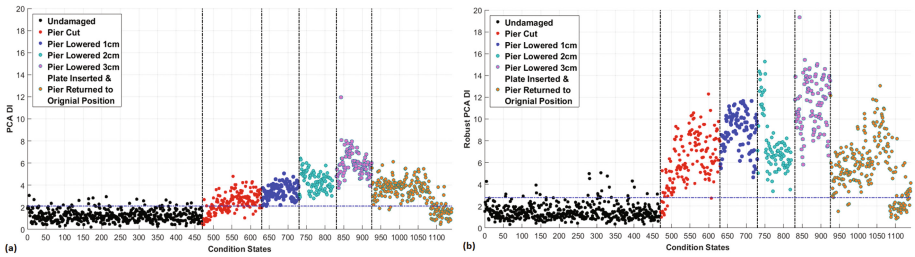 20
18
16
14
12
10
8
6
4
2
0
PCA DI
Undamaged
Pier Cut
Pier Lowered 1cm
Pier Lowered 2cm
Pier Lowered 3cm
Plate Inserted &
Pier Returned to
Orignial Position
0 50 100 150 200 250 300 350 400 450 500 550 600 650 700 750 850 900 950 1000 1050 1100
Condition States
(a)
20
18
16
14
12
10
8
6
4
2
0
Robust PCA DI
Undamaged
Pier Cut
Pier Lowered 1cm
Pier Lowered 2cm
Pier Lowered 3cm
Plate Inserted &
Pier Returned to
Orignial Position
0 50 100 150 200 250 300 350 400 450 500 550 600 650 700 750 850 900 950 1000 1050 1100
Condition States
(b)